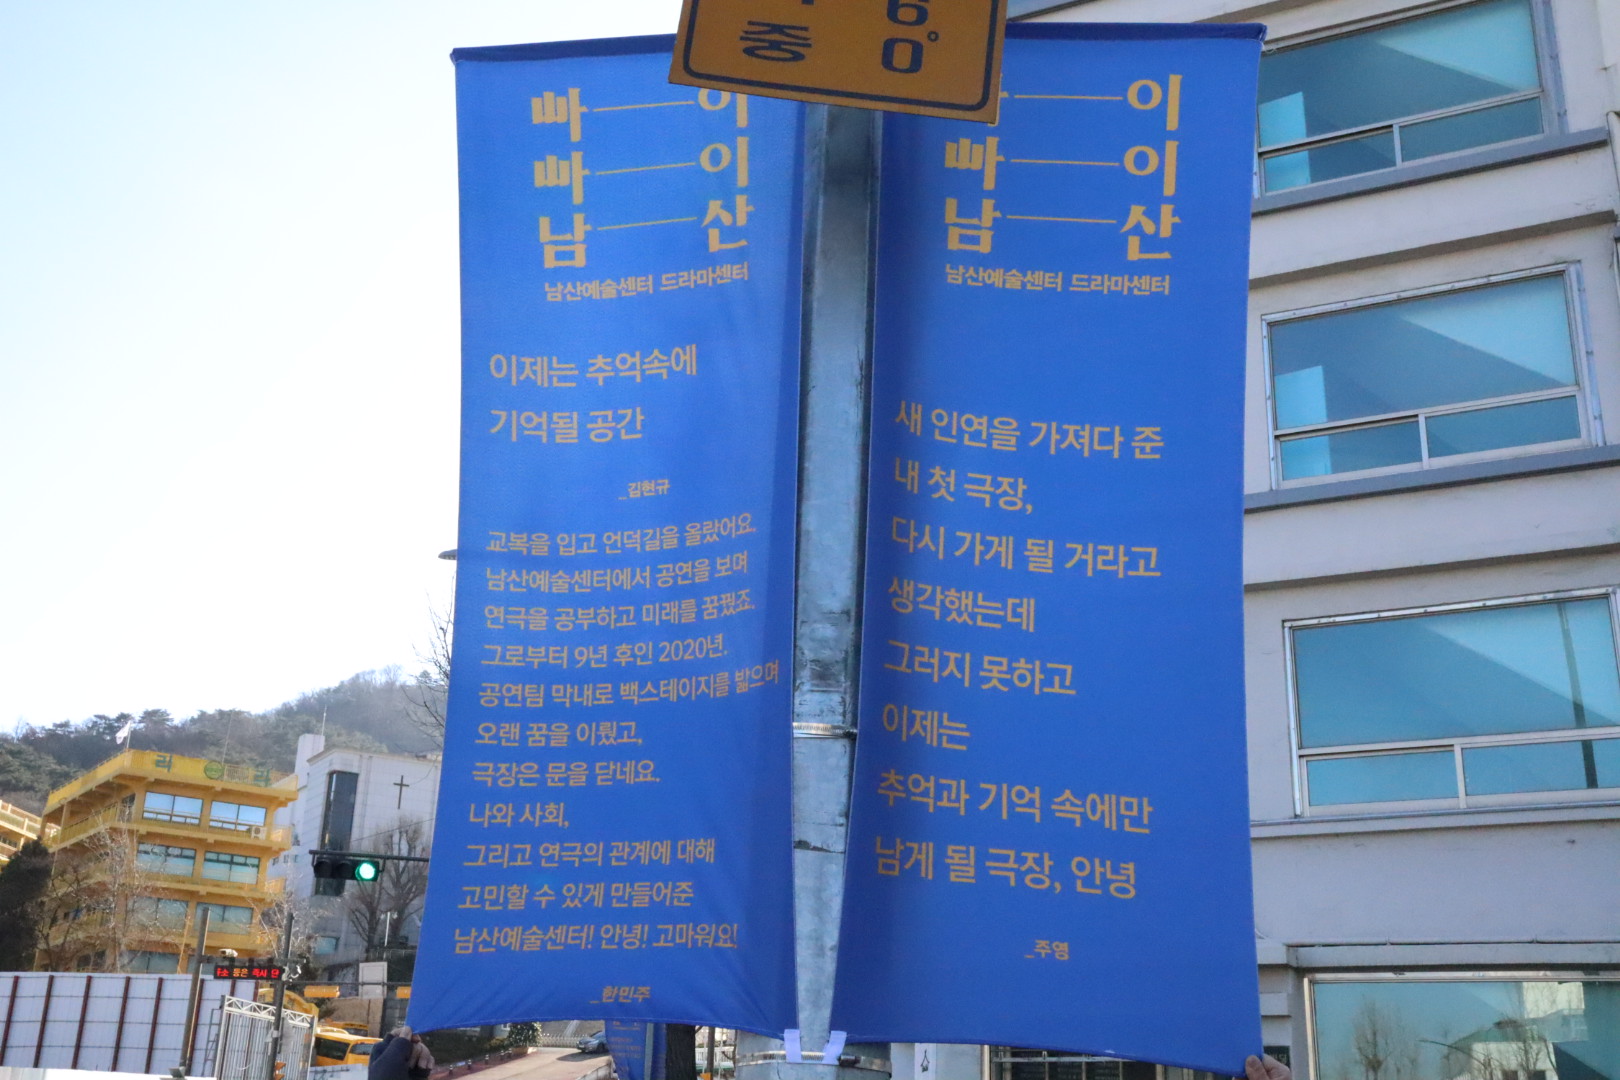 6°
중 0
빠 이
빠 이
남 산
남산예술센터 드라마센터
이제는 추억속에
기억될 공간
_김현규
교복을 입고 언덕길을 올랐어요.
남산예술센터에서 공연을 보며
연극을 공부하고 미래를 꿈꿨죠.
그로부터 9년 후인 2020년.
공연팀 막내로 백스테이지를 밟으며
오랜 꿈을 이뤘고,
극장은 문을 닫네요.
나와 사회,
그리고 연극의 관계에 대해
고민할 수 있게 만들어준
남산예술센터! 안녕! 고마워요!
_한민주
이
빠 이
남 산
남산예술센터 드라마센터
새 인연을 가져다 준
내 첫 극장,
다시 가게 될 거라고
생각했는데
그러지 못하고
이제는
추억과 기억 속에만
남게 될 극장, 안녕
_주영